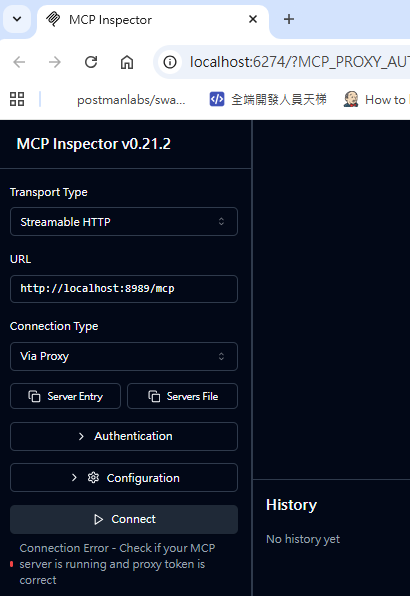 MCP Inspector
localhost:6274/?MCP_PROXY_AU
postmanlabs/swa...
全端開發人員天梯
How to
MCP Inspector v0.21.2
Transport Type
Streamable HTTP
URL
http://localhost:8989/mcp
Connection Type
Via Proxy
Server Entry
Servers File
Authentication
Configuration
Connect
Connection Error - Check if your MCP
server is running and proxy token is
correct
History
No history yet